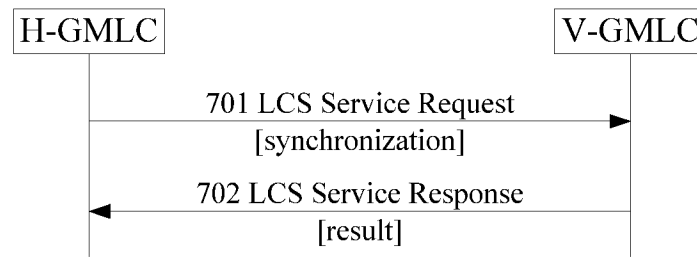 H-GMLC
V-GMLC
701 LCS Service Request
[synchronization]
702 LCS Service Response
[result]